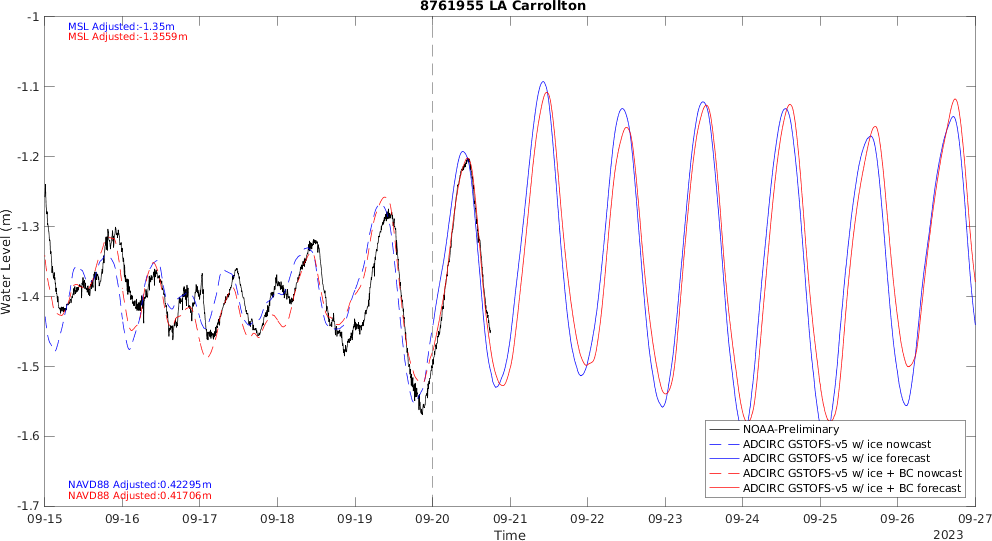 8761955 LA Carrollton
MSL Adjusted:-1.35m
MSL Adjusted:-1.3559m
-1
-1.1
-1.2
-1.3
-1.4
-1.5
-1.6
-1.7
Water Level (m)
NAVD88 Adjusted:0.42295m
NAVD88 Adjusted:0.41706m
NOAA-Preliminary
ADCIRC GSTOFS-v5 w/ ice nowcast
ADCIRC GSTOFS-v5 w/ ice forecast
ADCIRC GSTOFS-v5 w/ ice + BC nowcast
ADCIRC GSTOFS-v5 w/ ice + BC forecast
09-15 09-16 09-17 09-18 09-19 09-20 09-21 09-22 09-23 09-24 09-25 09-26 09-27
Time
2023